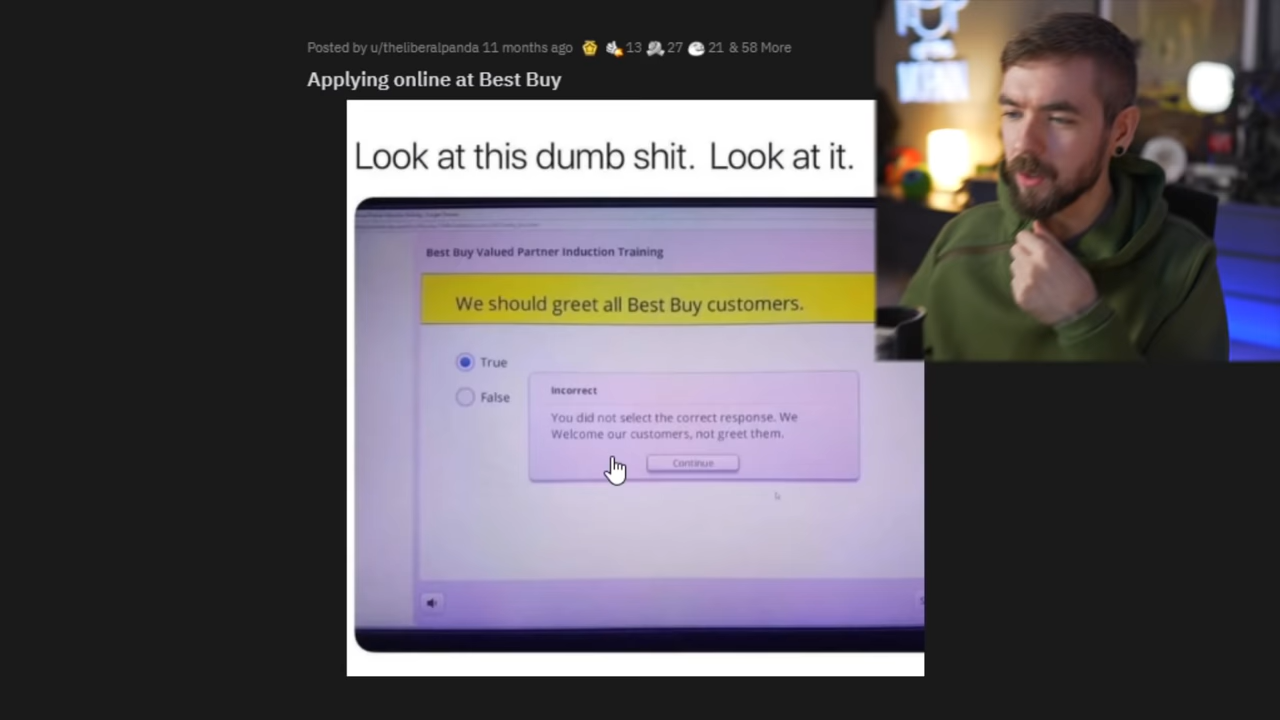 Posted by u/theliberalpanda 11 months ago 13 27 21 & 58 More
Applying online at Best Buy
Look at this dumb shit. Look at it.
Best Buy Valued Partner Induction Training
We should greet all Best Buy customers.
True
False
Incorrect
You did not select the correct response. We
Welcome our customers, not greet them.
Continue